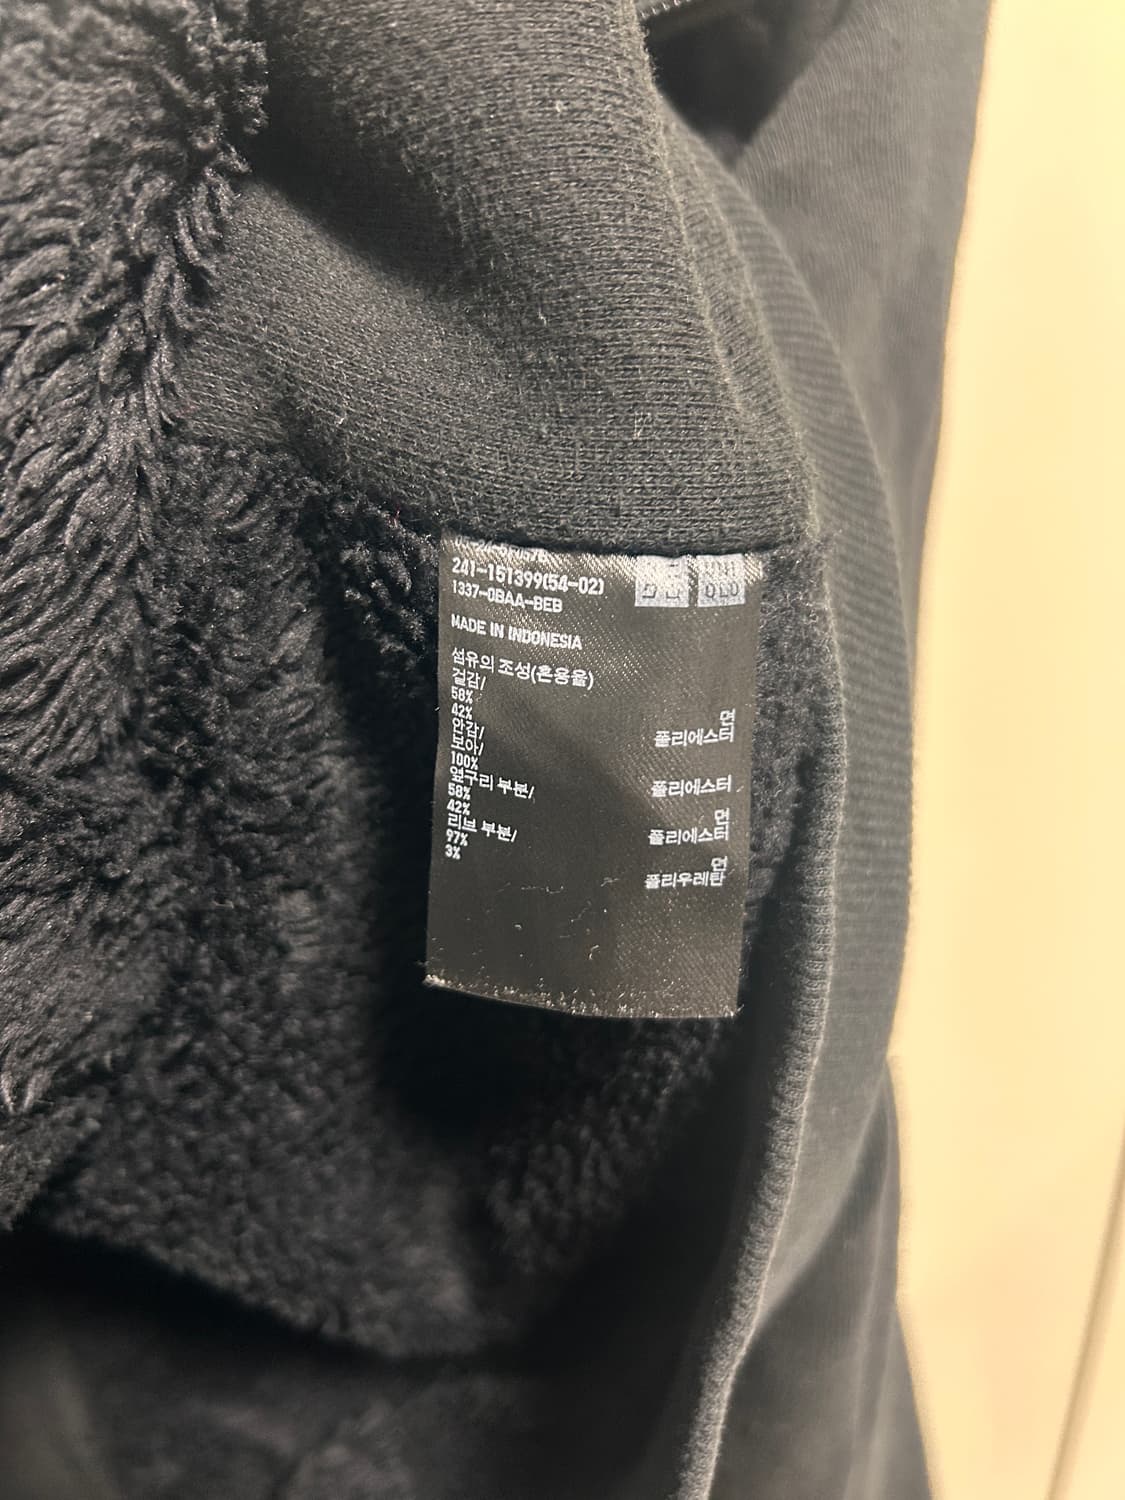 241-151399(54-02)
1337-0BAA-BEB
UNI
QLO
MADE IN INDONESIA
섬유의 조성(혼용율)
겉감/
58% 면
42% 폴리에스터
안감/
보아/
100% 폴리에스터
옆구리 부분/
58% 면
42% 폴리에스터
리브 부분/
97% 면
3% 폴리우레탄